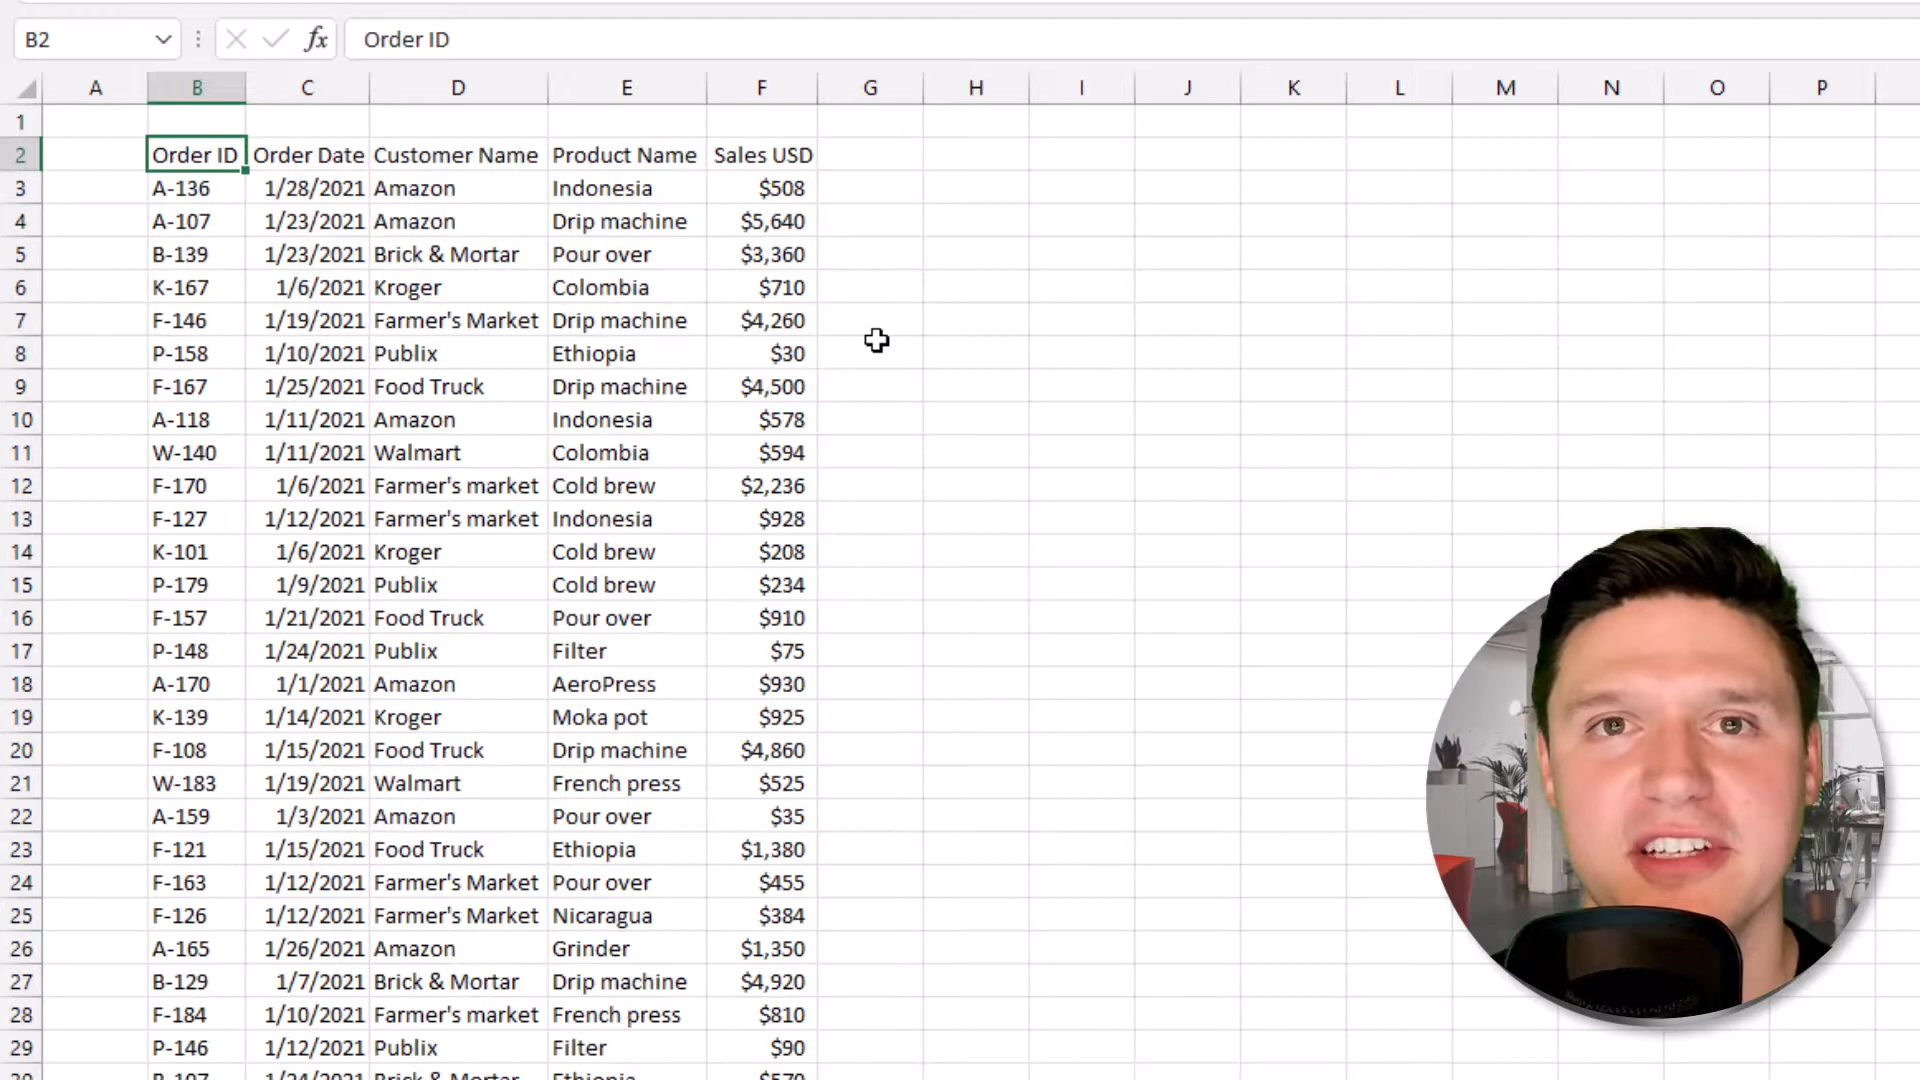 B2 fx Order ID
A B C D E F G H I J K L M N O P
1
2 Order ID Order Date Customer Name Product Name Sales USD
3 A-136 1/28/2021 Amazon Indonesia $508
4 A-107 1/23/2021 Amazon Drip machine $5,640
5 B-139 1/23/2021 Brick & Mortar Pour over $3,360
6 K-167 1/6/2021 Kroger Colombia $710
7 F-146 1/19/2021 Farmer's Market Drip machine $4,260
8 P-158 1/10/2021 Publix Ethiopia $30
9 F-167 1/25/2021 Food Truck Drip machine $4,500
10 A-118 1/11/2021 Amazon Indonesia $578
11 W-140 1/11/2021 Walmart Colombia $594
12 F-170 1/6/2021 Farmer's market Cold brew $2,236
13 F-127 1/12/2021 Farmer's market Indonesia $928
14 K-101 1/6/2021 Kroger Cold brew $208
15 P-179 1/9/2021 Publix Cold brew $234
16 F-157 1/21/2021 Food Truck Pour over $910
17 P-148 1/24/2021 Publix Filter $75
18 A-170 1/1/2021 Amazon AeroPress $930
19 K-139 1/14/2021 Kroger Moka pot $925
20 F-108 1/15/2021 Food Truck Drip machine $4,860
21 W-183 1/19/2021 Walmart French press $525
22 A-159 1/3/2021 Amazon Pour over $35
23 F-121 1/15/2021 Food Truck Ethiopia $1,380
24 F-163 1/12/2021 Farmer's Market Pour over $455
25 F-126 1/12/2021 Farmer's Market Nicaragua $384
26 A-165 1/26/2021 Amazon Grinder $1,350
27 B-129 1/7/2021 Brick & Mortar Drip machine $4,920
28 F-184 1/10/2021 Farmer's market French press $810
29 P-146 1/12/2021 Publix Filter $90
Brick & Mortar Ethiopia